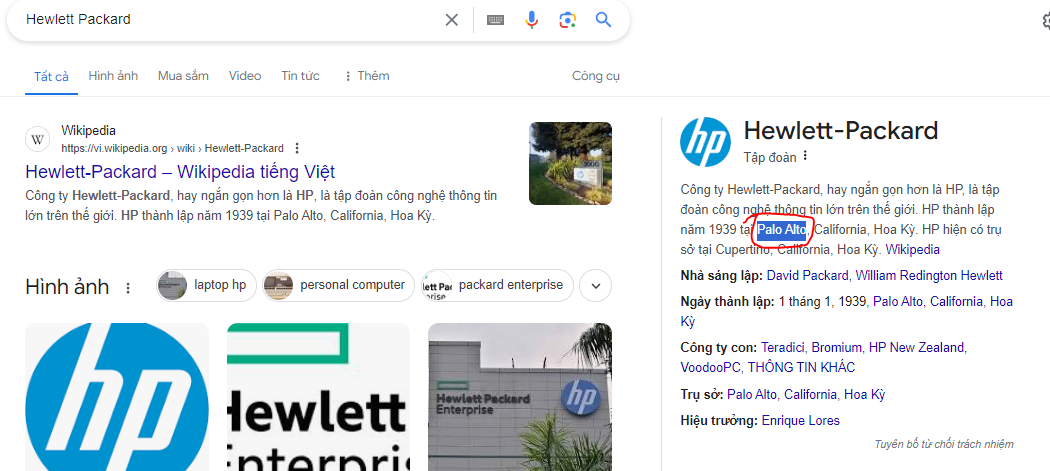 Hewlett Packard
Tất cả
Hình ảnh
Mua sắm
Video
Tin tức
Thêm
Công cụ
W
Wikipedia
https://vi.wikipedia.org › wiki › Hewlett-Packard
Hewlett-Packard – Wikipedia tiếng Việt
Công ty Hewlett-Packard, hay ngắn gọn hơn là HP, là tập đoàn công nghệ thông tin
lớn trên thế giới. HP thành lập năm 1939 tại Palo Alto, California, Hoa Kỳ.
Hình ảnh
laptop hp
personal computer
packard enterprise
hp
Hewlett
Enterprise
Hewlett Packard
Enterprise
hp
hp
Hewlett-Packard
Tập đoàn
Công ty Hewlett-Packard, hay ngắn gọn hơn là HP, là tập
đoàn công nghệ thông tin lớn trên thế giới. HP thành lập
năm 1939 tại Palo Alto, California, Hoa Kỳ. HP hiện có trụ
sở tại Cupertino, California, Hoa Kỳ. Wikipedia
Nhà sáng lập: David Packard, William Redington Hewlett
Ngày thành lập: 1 tháng 1, 1939, Palo Alto, California, Hoa
Kỳ
Công ty con: Teradici, Bromium, HP New Zealand,
VoodooPC, THÔNG TIN KHÁC
Trụ sở: Palo Alto, California, Hoa Kỳ
Hiệu trưởng: Enrique Lores
Tuyên bố từ chối trách nhiệm